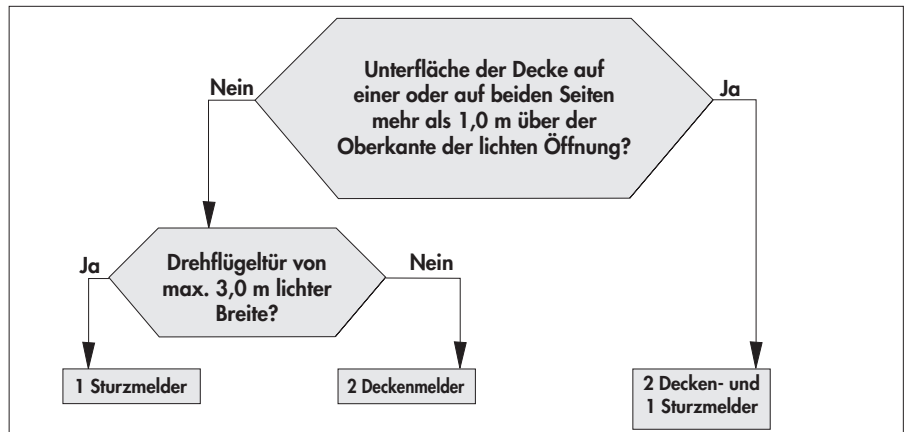 Unterfläche der Decke auf
einer oder auf beiden Seiten
mehr als 1,0 m über der
Oberkante der lichten Öffnung?
Nein
Ja
Drehflügeltür von
max. 3,0 m lichter
Breite?
Ja
Nein
1 Sturzmelder
2 Deckenmelder
2 Decken- und
1 Sturzmelder